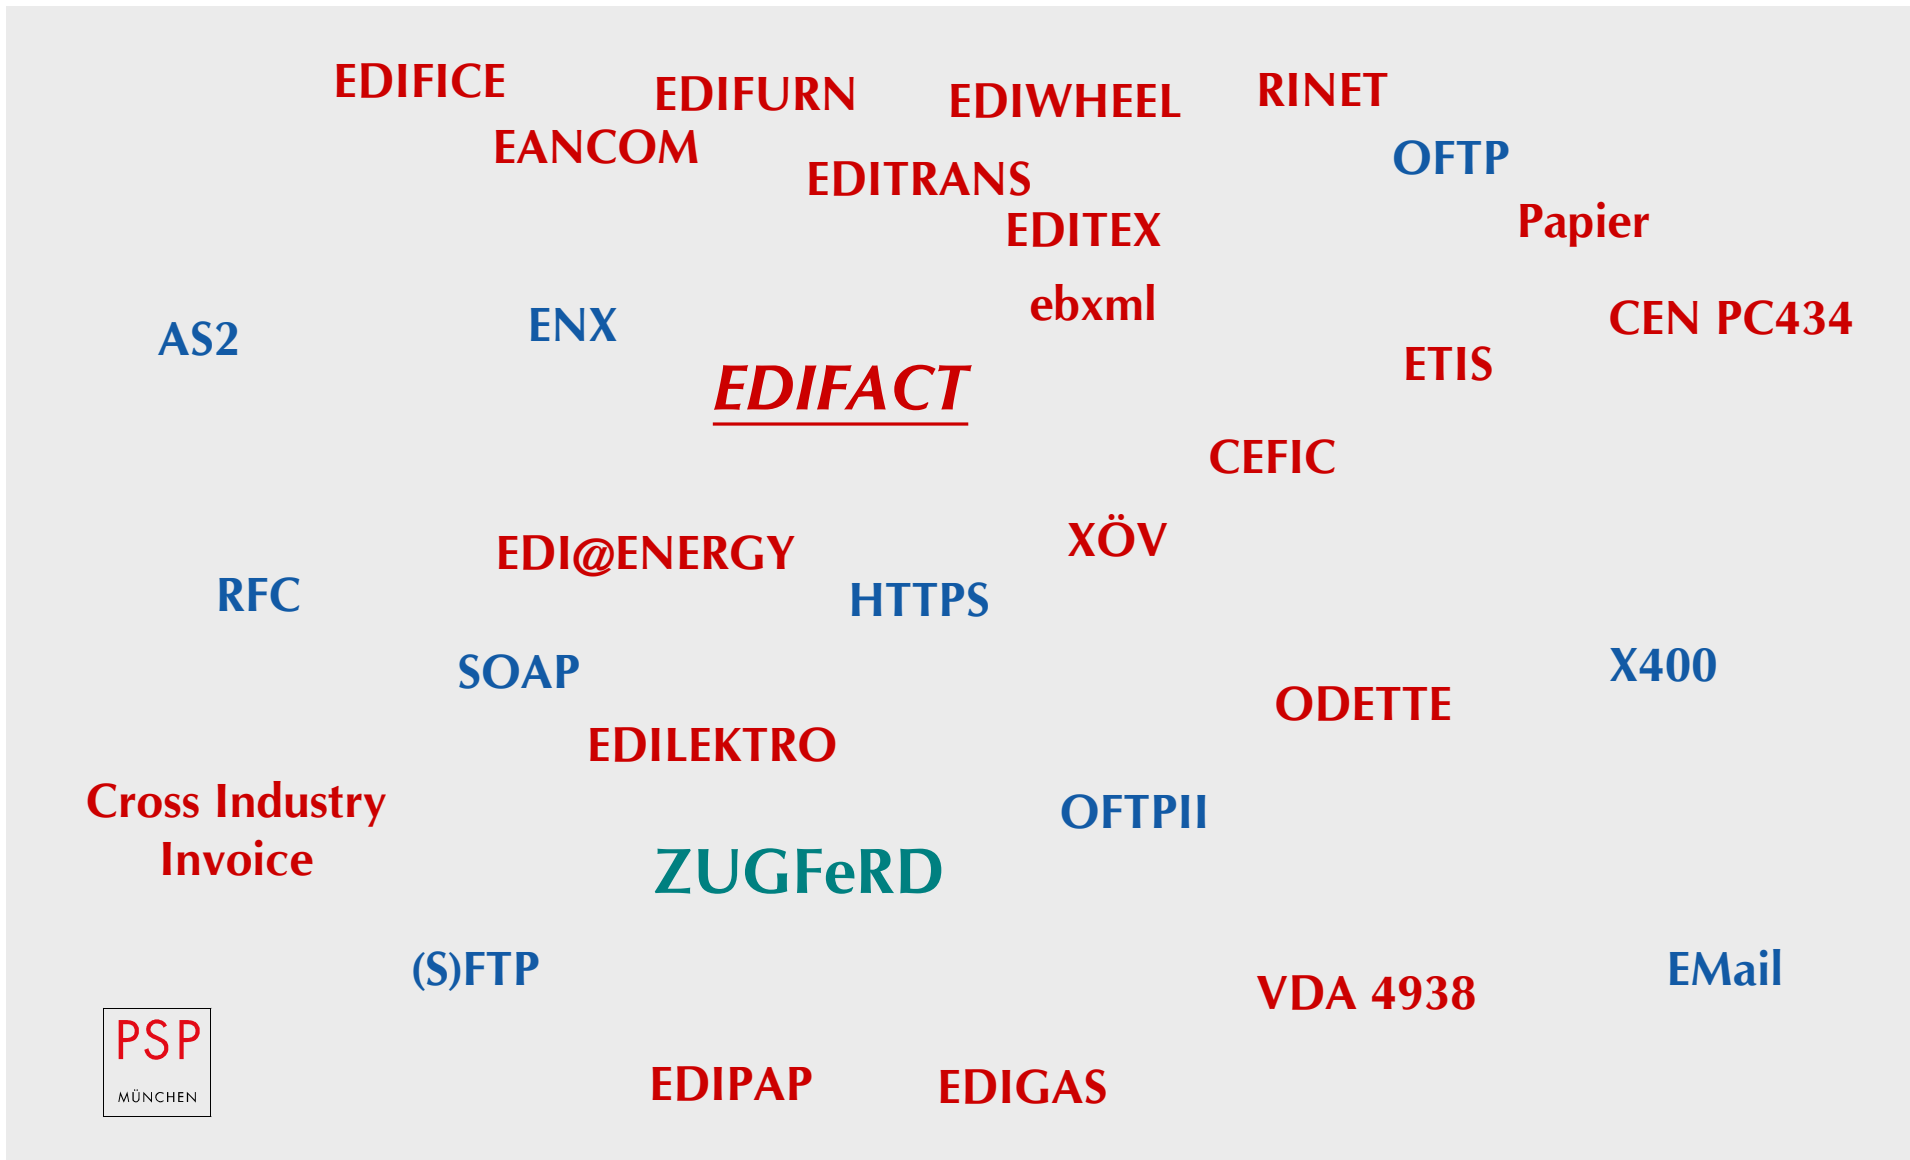 EDIFICE
EDIFURN
EDIWHEEL
RINET
EANCOM
EDITRANS
OFTP
EDITEX
Papier
ebxml
CEN PC434
AS2
ENX
ETIS
EDIFACT
CEFIC
XÖV
EDI@ENERGY
RFC
HTTPS
SOAP
X400
ODETTE
EDILEKTRO
Cross Industry
Invoice
OFTPII
ZUGFeRD
(S)FTP
VDA 4938
EMail
PSP
MÜNCHEN
EDIPAP
EDIGAS